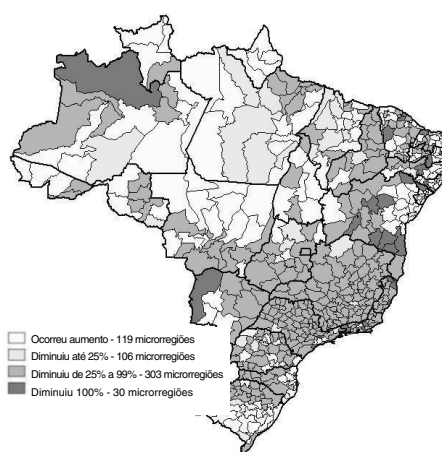 Ocorreu aumento - 119 microrregiões
Diminuiu até 25% - 106 microrregiões
Diminuiu de 25% a 99% - 303 microrregiões
Diminuiu 100% - 30 microrregiões